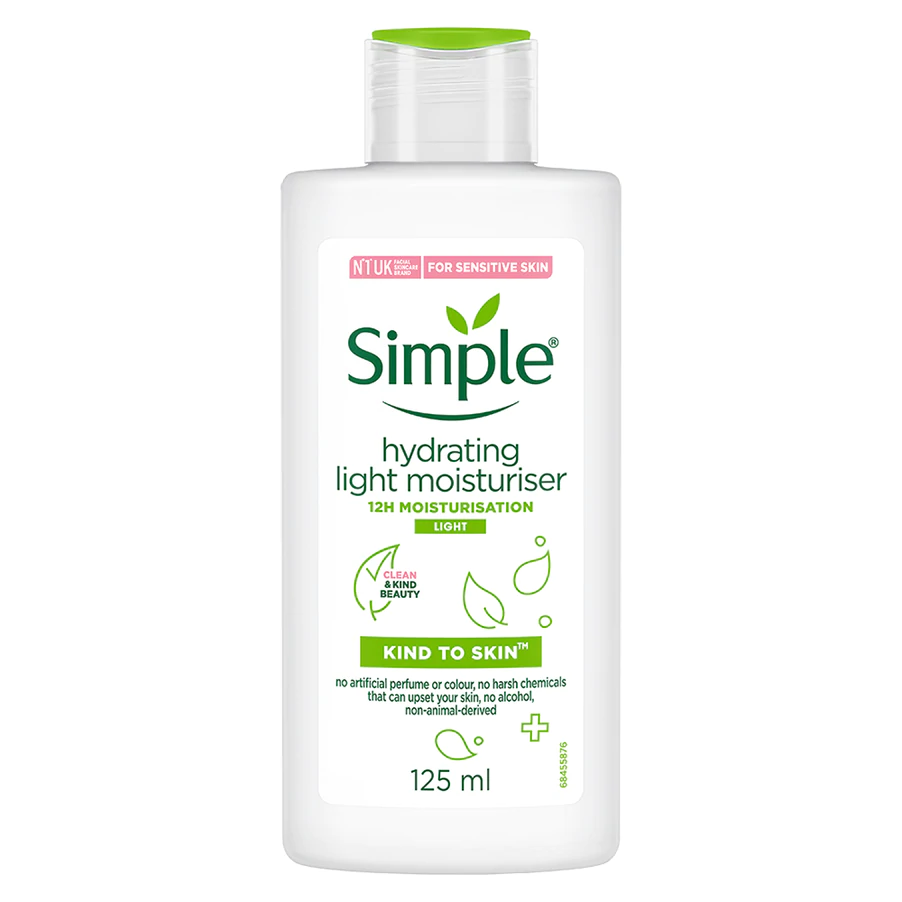 N°1 UK FACIAL SKINCARE BRAND FOR SENSITIVE SKIN
Simple®
hydrating
light moisturiser
12H MOISTURISATION
LIGHT
CLEAN
& KIND
BEAUTY
KIND TO SKIN™
no artificial perfume or colour, no harsh chemicals
that can upset your skin, no alcohol,
non-animal-derived
125 ml
68455876